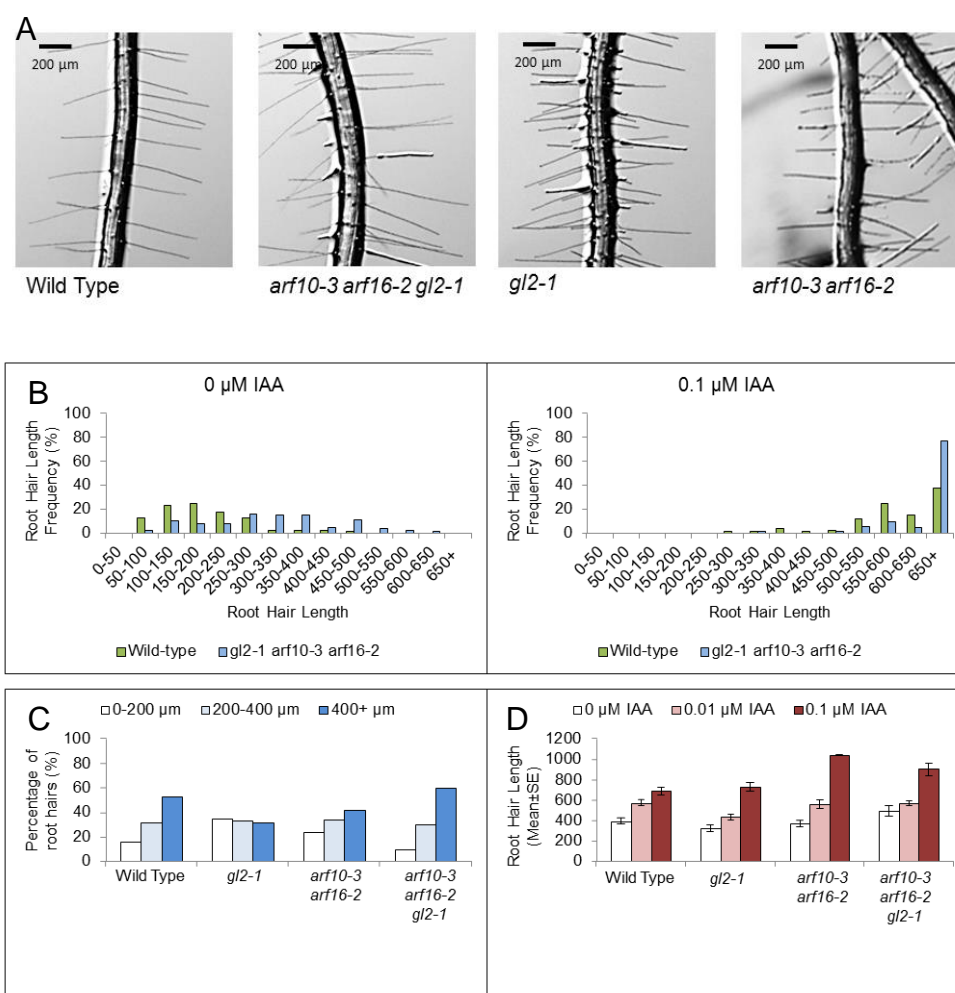 A
200 µm
200 µm
200 µm
200 µm
Wild Type
arf10-3 arf16-2 gl2-1
gl2-1
arf10-3 arf16-2
B
0 µM IAA
Root Hair Length
Frequency (%)
100
80
60
40
20
0
0-50
50-100
100-150
150-200
200-250
250-300
300-350
350-400
400-450
450-500
500-550
550-600
600-650
650+
Root Hair Length
Wild-type
gl2-1 arf10-3 arf16-2
0.1 µM IAA
Root Hair Length
Frequency (%)
100
80
60
40
20
0
0-50
50-100
100-150
150-200
200-250
250-300
300-350
350-400
400-450
450-500
500-550
550-600
600-650
650+
Root Hair Length
Wild-type
gl2-1 arf10-3 arf16-2
C
0-200 µm
200-400 µm
400+ µm
Percentage of
root hairs (%)
100
80
60
40
20
0
Wild Type
gl2-1
arf10-3
arf16-2
arf10-3
arf16-2
gl2-1
D
0 µM IAA
0.01 µM IAA
0.1 µM IAA
Root Hair Length
(Mean±SE)
1200
1000
800
600
400
200
0
Wild Type
gl2-1
arf10-3
arf16-2
arf10-3
arf16-2
gl2-1